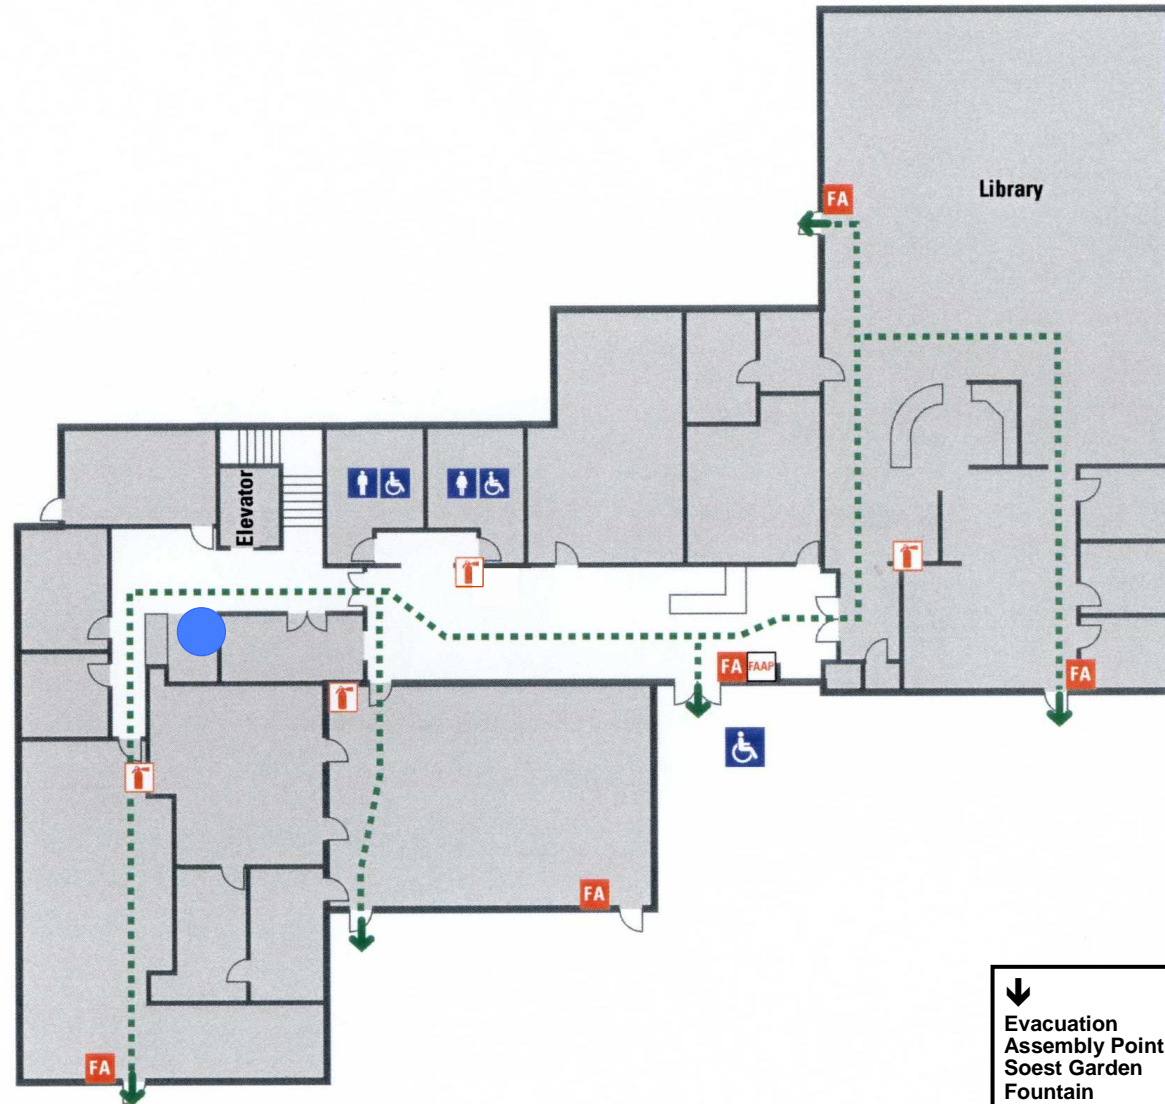 FA
Library
Elevator
FA
FAAP
FA
FA
FA
Evacuation
Assembly Point
Soest Garden
Fountain